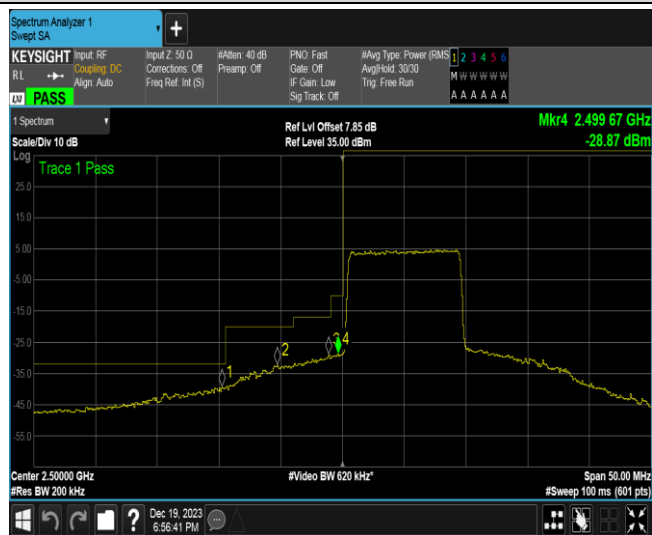 Spectrum Analyzer 1
Swept SA
+
KEYSIGHT
RL
LXI PASS
Input: RF
Coupling: DC
Align: Auto
Input Z: 50 Ω
Corrections: Off
Freq Ref: Int (S)
#Atten: 40 dB
Preamp: Off
PNO: Fast
Gate: Off
IF Gain: Low
Sig Track: Off
#Avg Type: Power (RMS)
Avg|Hold: 30/30
Trig: Free Run
1 2 3 4 5 6
M W W W W W
A A A A A A
1 Spectrum
Scale/Div 10 dB
Ref Lvl Offset 7.85 dB
Ref Level 35.00 dBm
Mkr4 2.499 67 GHz
-28.87 dBm
Log
Trace 1 Pass
25.0
15.0
5.00
-5.00
-15.0
-25.0
-35.0
-45.0
-55.0
1
2
3
4
Center 2.50000 GHz
#Res BW 200 kHz
#Video BW 620 kHz*
Span 50.00 MHz
#Sweep 100 ms (601 pts)
?
Dec 19, 2023
6:56:41 PM